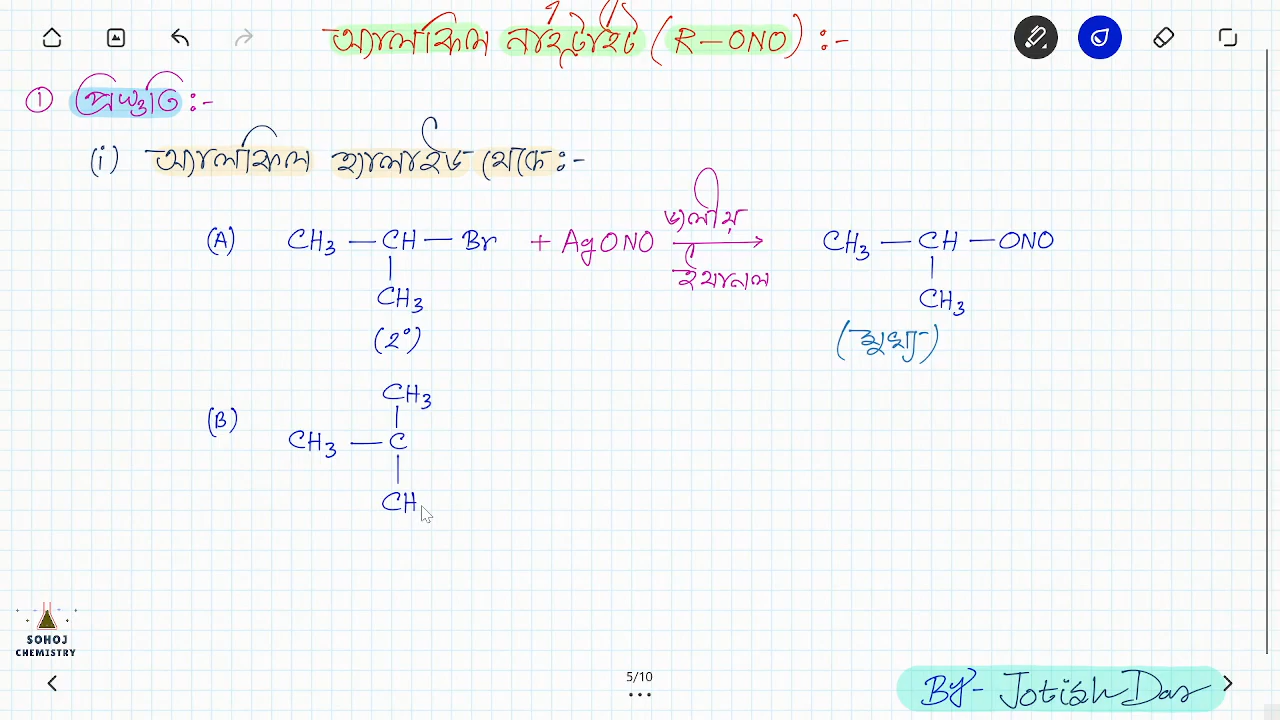 অ্যালকিল নাইট্রাইট (R-ONO) :-
① প্রস্তুতি :-
(i) অ্যালকিল হ্যালাইড থেকে :-
(A) CH3 — CH — Br + AgONO জলীয় ইথানল → CH3 — CH — ONO
CH3 CH3
(2°) (মুখ্য)
CH3
(B) CH3 — C
CH
SOHOJ
CHEMISTRY
5/10
By - Jotish Das